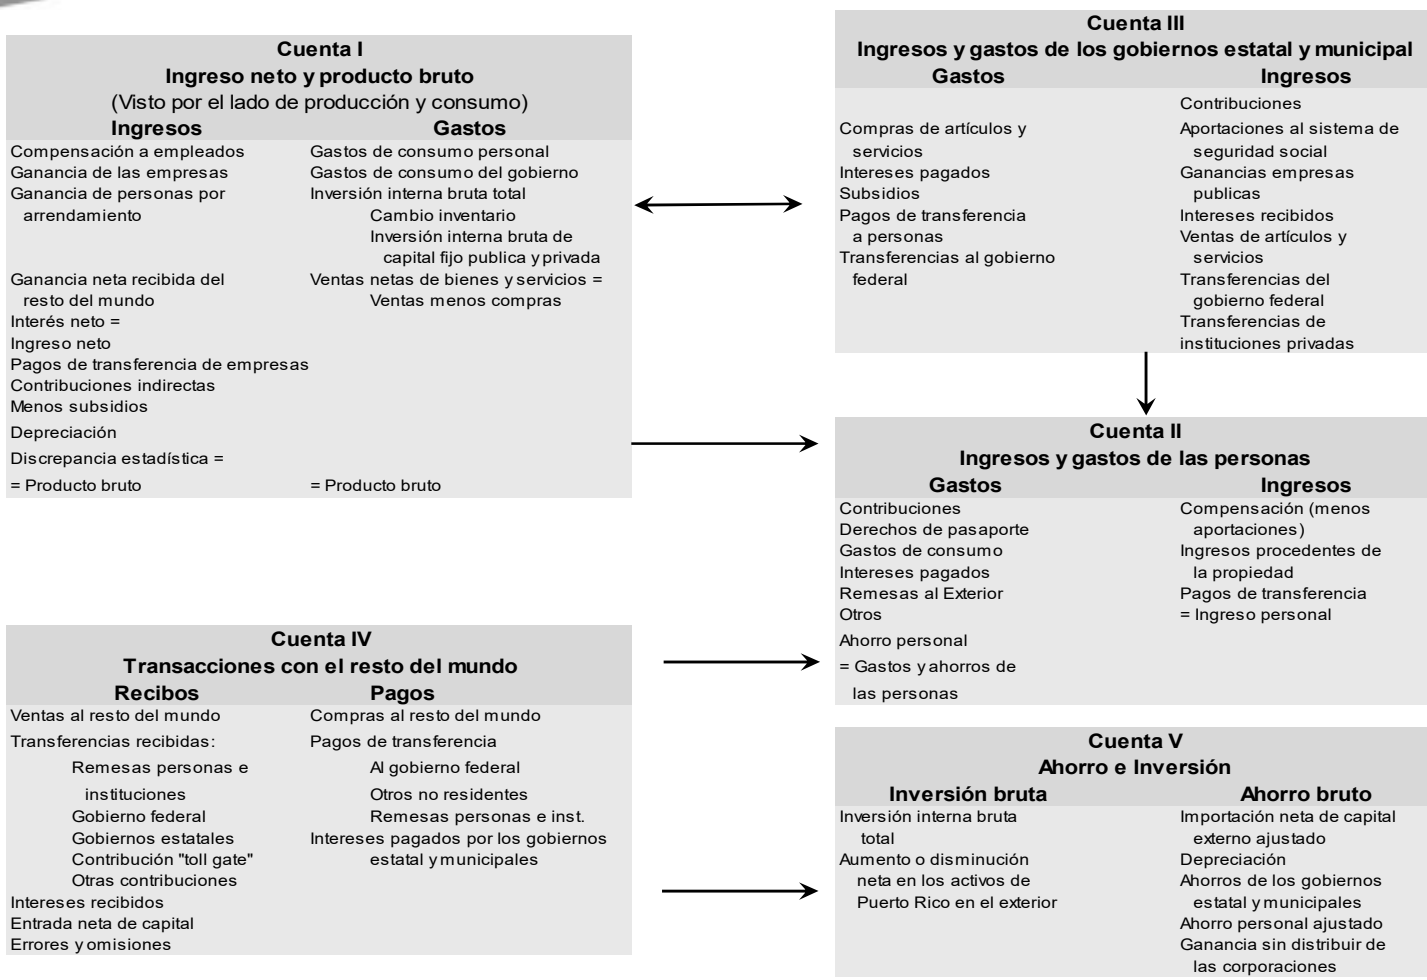 Cuenta I
Ingreso neto y producto bruto
(Visto por el lado de producción y consumo)
Ingresos
Gastos
Compensación a empleados
Gastos de consumo personal
Ganancia de las empresas
Gastos de consumo del gobierno
Ganancia de personas por
Inversión interna bruta total
arrendamiento
Cambio inventario
Inversión interna bruta de
capital fijo publica y privada
Ganancia neta recibida del
Ventas netas de bienes y servicios =
resto del mundo
Ventas menos compras
Interés neto =
Ingreso neto
Pagos de transferencia de empresas
Contribuciones indirectas
Menos subsidios
Depreciación
Discrepancia estadística =
= Producto bruto
= Producto bruto
Cuenta III
Ingresos y gastos de los gobiernos estatal y municipal
Gastos
Ingresos
Contribuciones
Compras de artículos y
Aportaciones al sistema de
servicios
seguridad social
Intereses pagados
Ganancias empresas
Subsidios
publicas
Pagos de transferencia
Intereses recibidos
a personas
Ventas de artículos y
Transferencias al gobierno
servicios
federal
Transferencias del
gobierno federal
Transferencias de
instituciones privadas
Cuenta II
Ingresos y gastos de las personas
Gastos
Ingresos
Contribuciones
Compensación (menos
Derechos de pasaporte
aportaciones)
Gastos de consumo
Ingresos procedentes de
Intereses pagados
la propiedad
Remesas al Exterior
Pagos de transferencia
Otros
= Ingreso personal
Ahorro personal
= Gastos y ahorros de
las personas
Cuenta IV
Transacciones con el resto del mundo
Recibos
Pagos
Ventas al resto del mundo
Compras al resto del mundo
Transferencias recibidas:
Pagos de transferencia
Remesas personas e
Al gobierno federal
instituciones
Otros no residentes
Gobierno federal
Remesas personas e inst.
Gobiernos estatales
Intereses pagados por los gobiernos
Contribución "toll gate"
estatal y municipales
Otras contribuciones
Intereses recibidos
Entrada neta de capital
Errores y omisiones
Cuenta V
Ahorro e Inversión
Inversión bruta
Ahorro bruto
Inversión interna bruta
Importación neta de capital
total
externo ajustado
Aumento o disminución
Depreciación
neta en los activos de
Ahorros de los gobiernos
Puerto Rico en el exterior
estatal y municipales
Ahorro personal ajustado
Ganancia sin distribuir de
las corporaciones